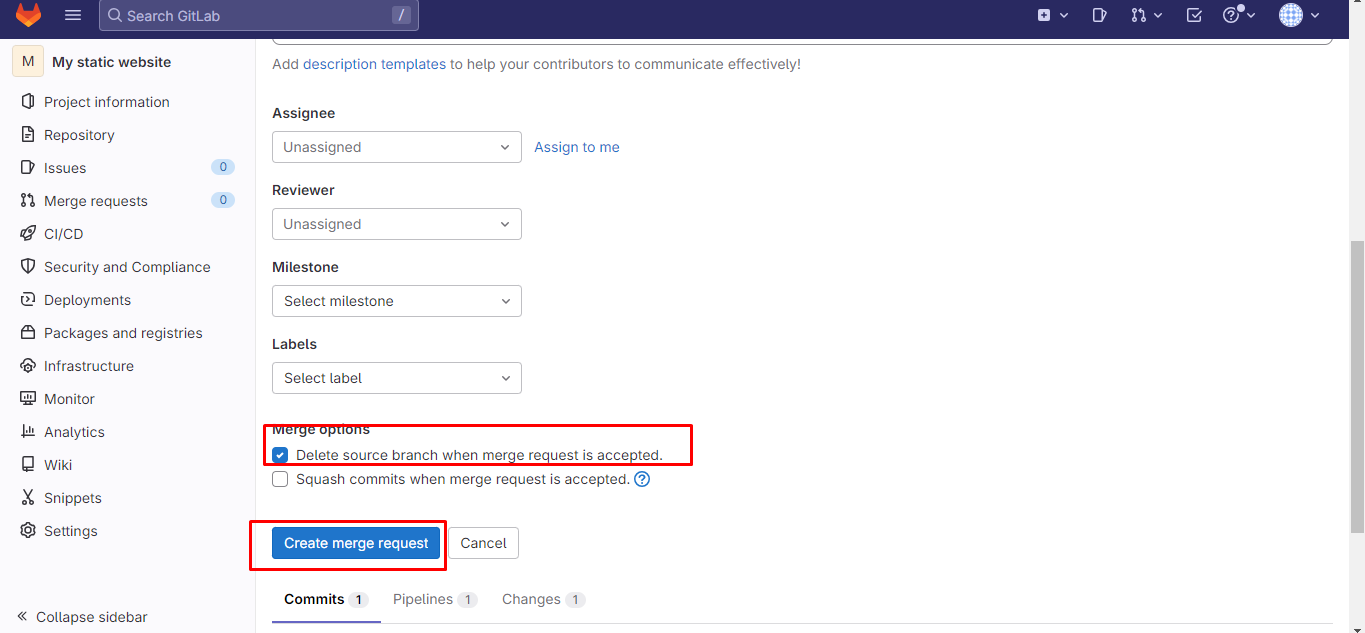 Search GitLab /
M My static website
Project information
Repository
Issues 0
Merge requests 0
CI/CD
Security and Compliance
Deployments
Packages and registries
Infrastructure
Monitor
Analytics
Wiki
Snippets
Settings
Collapse sidebar
Add description templates to help your contributors to communicate effectively!
Assignee
Unassigned Assign to me
Reviewer
Unassigned
Milestone
Select milestone
Labels
Select label
Merge options
Delete source branch when merge request is accepted.
Squash commits when merge request is accepted. ?
Create merge request Cancel
Commits 1 Pipelines 1 Changes 1